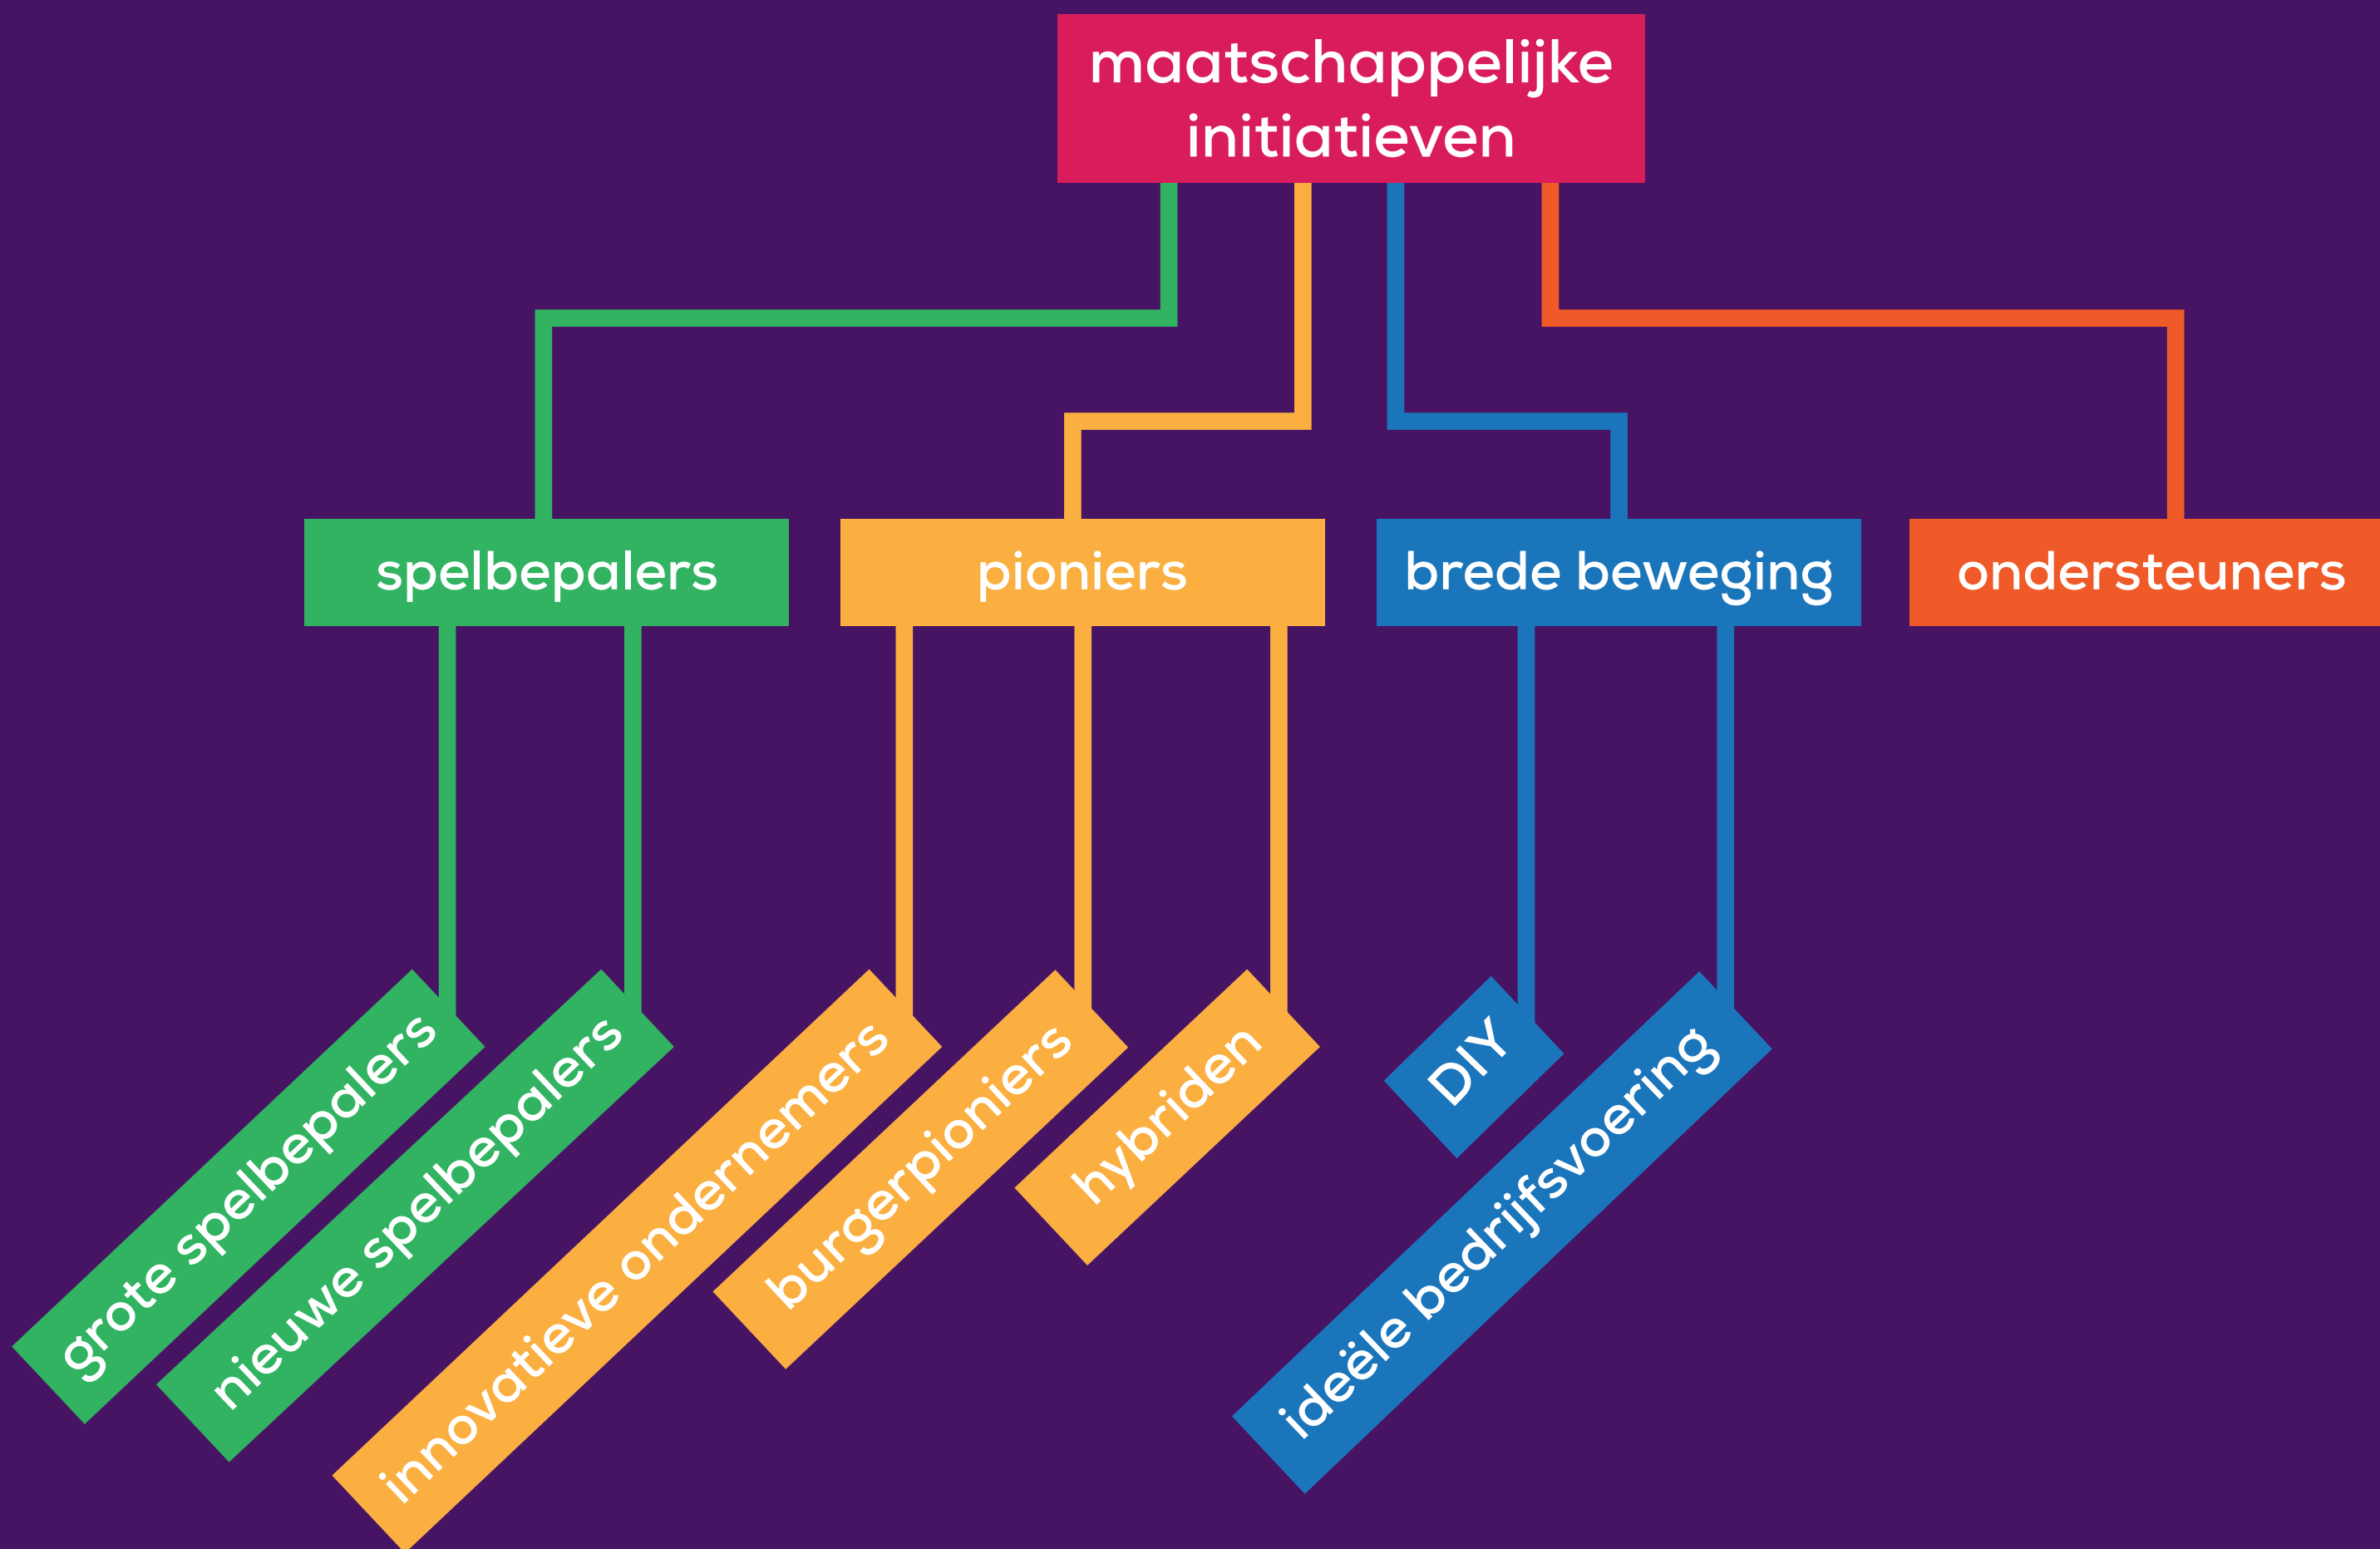 maatschappelijke
initiatieven
spelbepalers
pioniers
brede beweging
ondersteuners
grote spelbepalers
nieuwe spelbepalers
innovatieve ondernemers
burgerpioniers
hybriden
DIY
ideële bedrijfsvoering